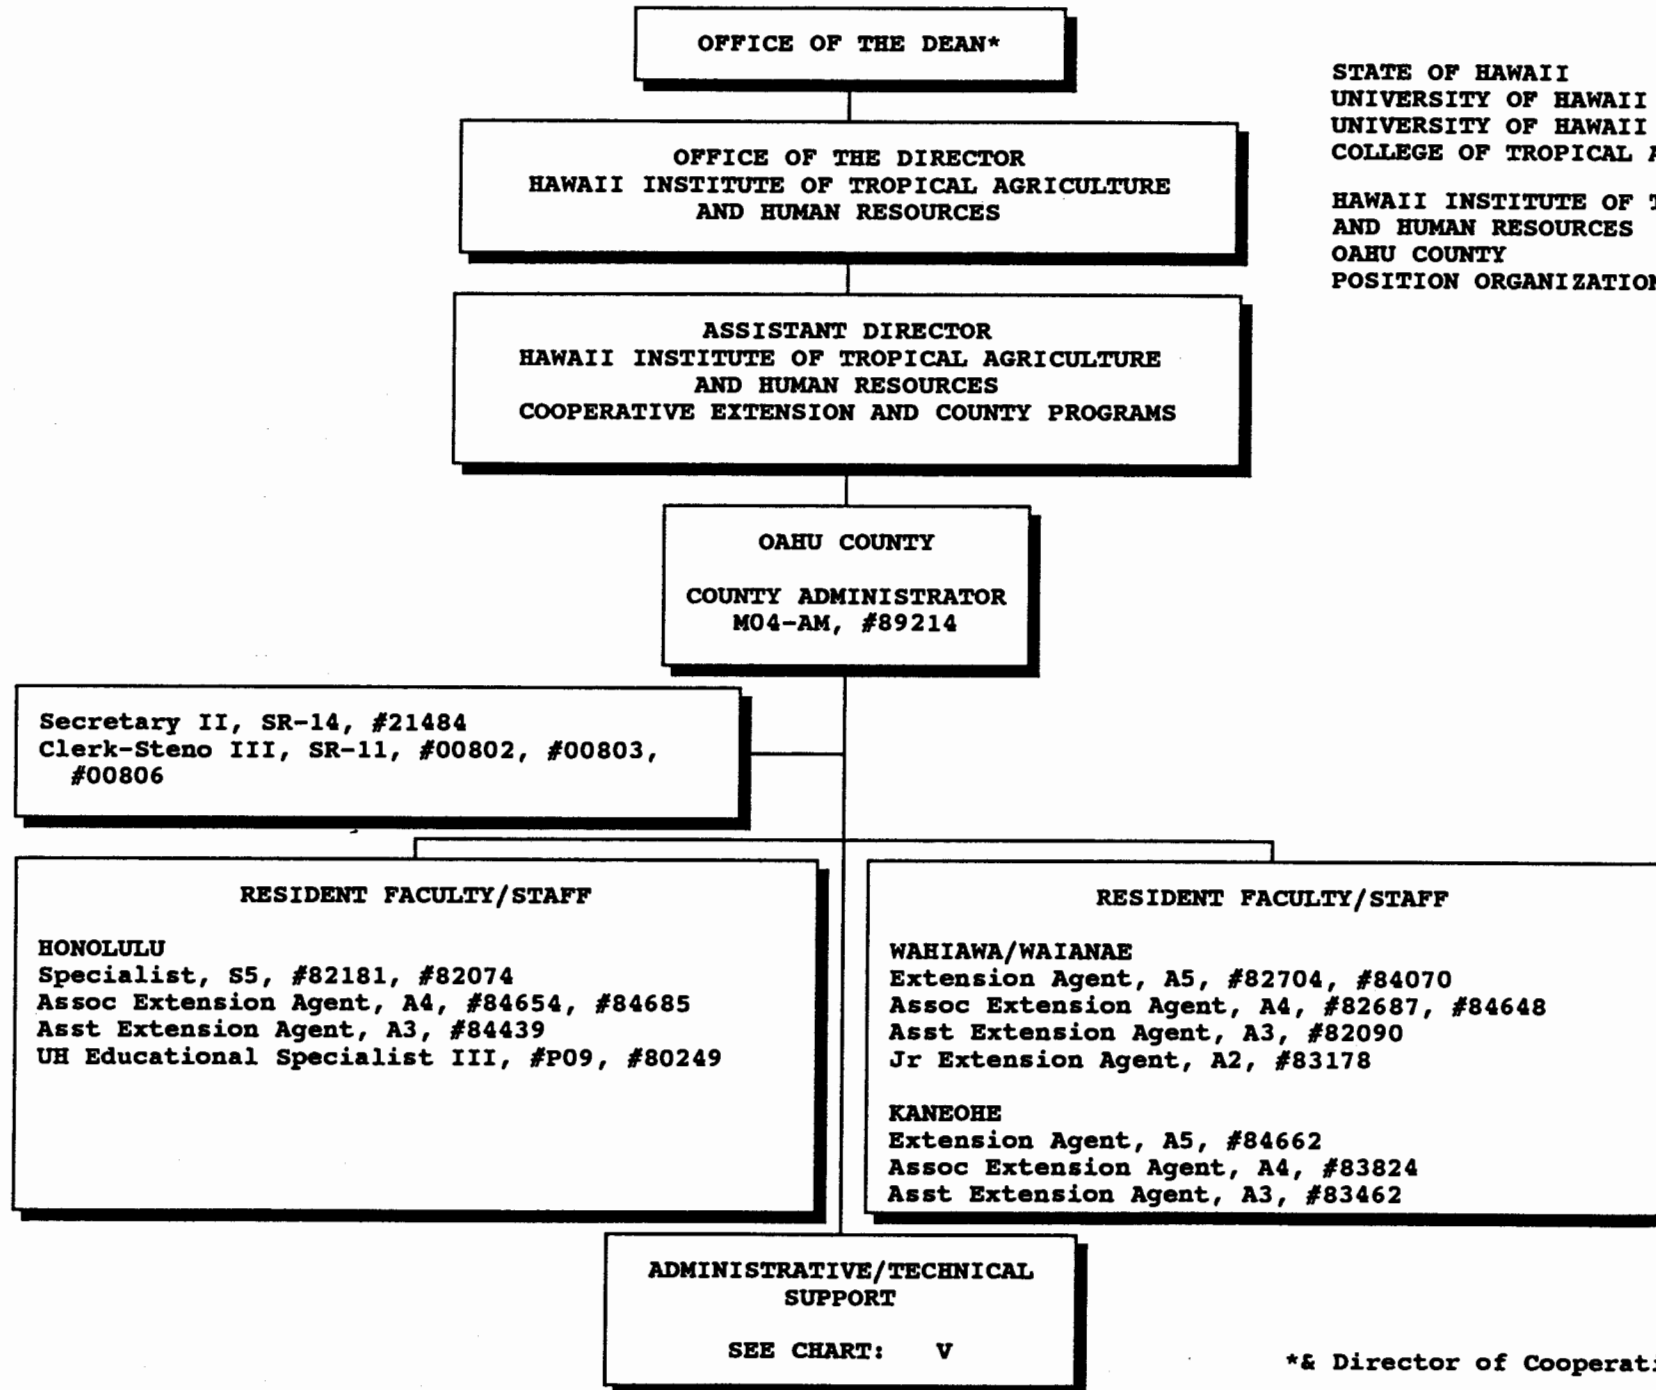 OFFICE OF THE DEAN*
STATE OF HAWAII
UNIVERSITY OF HAWAII
UNIVERSITY OF HAWAII
COLLEGE OF TROPICAL
HAWAII INSTITUTE OF
AND HUMAN RESOURCES
OAHU COUNTY
POSITION ORGANIZATION
OFFICE OF THE DIRECTOR
HAWAII INSTITUTE OF TROPICAL AGRICULTURE
AND HUMAN RESOURCES
ASSISTANT DIRECTOR
HAWAII INSTITUTE OF TROPICAL AGRICULTURE
AND HUMAN RESOURCES
COOPERATIVE EXTENSION AND COUNTY PROGRAMS
OAHU COUNTY
COUNTY ADMINISTRATOR
M04-AM, #89214
Secretary II, SR-14, #21484
Clerk-Steno III, SR-11, #00802, #00803,
#00806
RESIDENT FACULTY/STAFF
HONOLULU
Specialist, S5, #82181, #82074
Assoc Extension Agent, A4, #84654, #84685
Asst Extension Agent, A3, #84439
UH Educational Specialist III, #P09, #80249
RESIDENT FACULTY/STAFF
WAHIAWA/WAIANAE
Extension Agent, A5, #82704, #84070
Assoc Extension Agent, A4, #82687, #84648
Asst Extension Agent, A3, #82090
Jr Extension Agent, A2, #83178
KANEOHE
Extension Agent, A5, #84662
Assoc Extension Agent, A4, #83824
Asst Extension Agent, A3, #83462
ADMINISTRATIVE/TECHNICAL
SUPPORT
SEE CHART: V
*& Director of